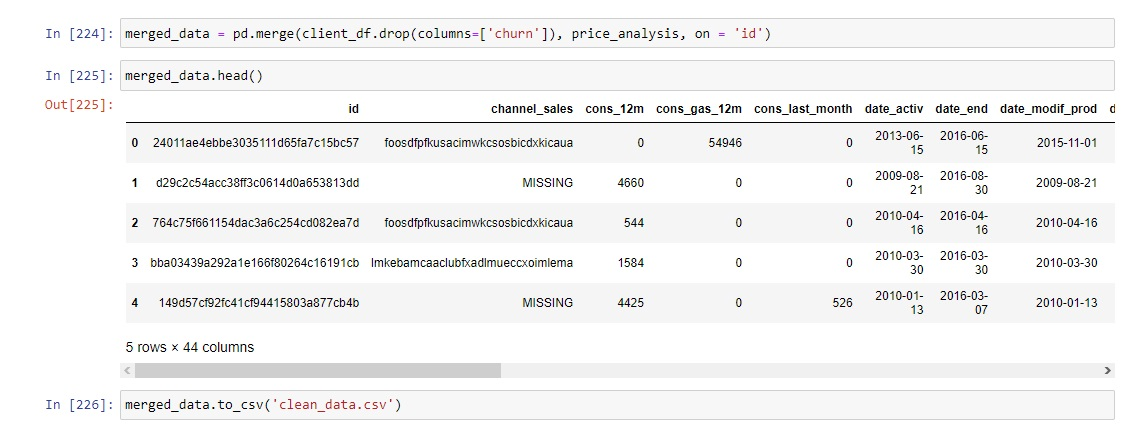 In [224]: merged_data = pd.merge(client_df.drop(columns=['churn']), price_analysis, on = 'id')
In [225]: merged_data.head()
Out[225]:
id channel_sales cons_12m cons_gas_12m cons_last_month date_activ date_end date_modif_prod d
0 24011ae4ebbe3035111d65fa7c15bc57 foosdfpfkusacimwkcsosbicdxkicaua 0 54946 0 2013-06-15 2016-06-15 2015-11-01
1 d29c2c54acc38ff3c0614d0a653813dd MISSING 4660 0 0 2009-08-21 2016-08-30 2009-08-21
2 764c75f661154dac3a6c254cd082ea7d foosdfpfkusacimwkcsosbicdxkicaua 544 0 0 2010-04-16 2016-04-16 2010-04-16
3 bba03439a292a1e166f80264c16191cb lmkebamcaaclubfxadlmueccxoimlema 1584 0 0 2010-03-30 2016-03-30 2010-03-30
4 149d57cf92fc41cf94415803a877cb4b MISSING 4425 0 526 2010-01-13 2016-03-07 2010-01-13
5 rows × 44 columns
In [226]: merged_data.to_csv('clean_data.csv')